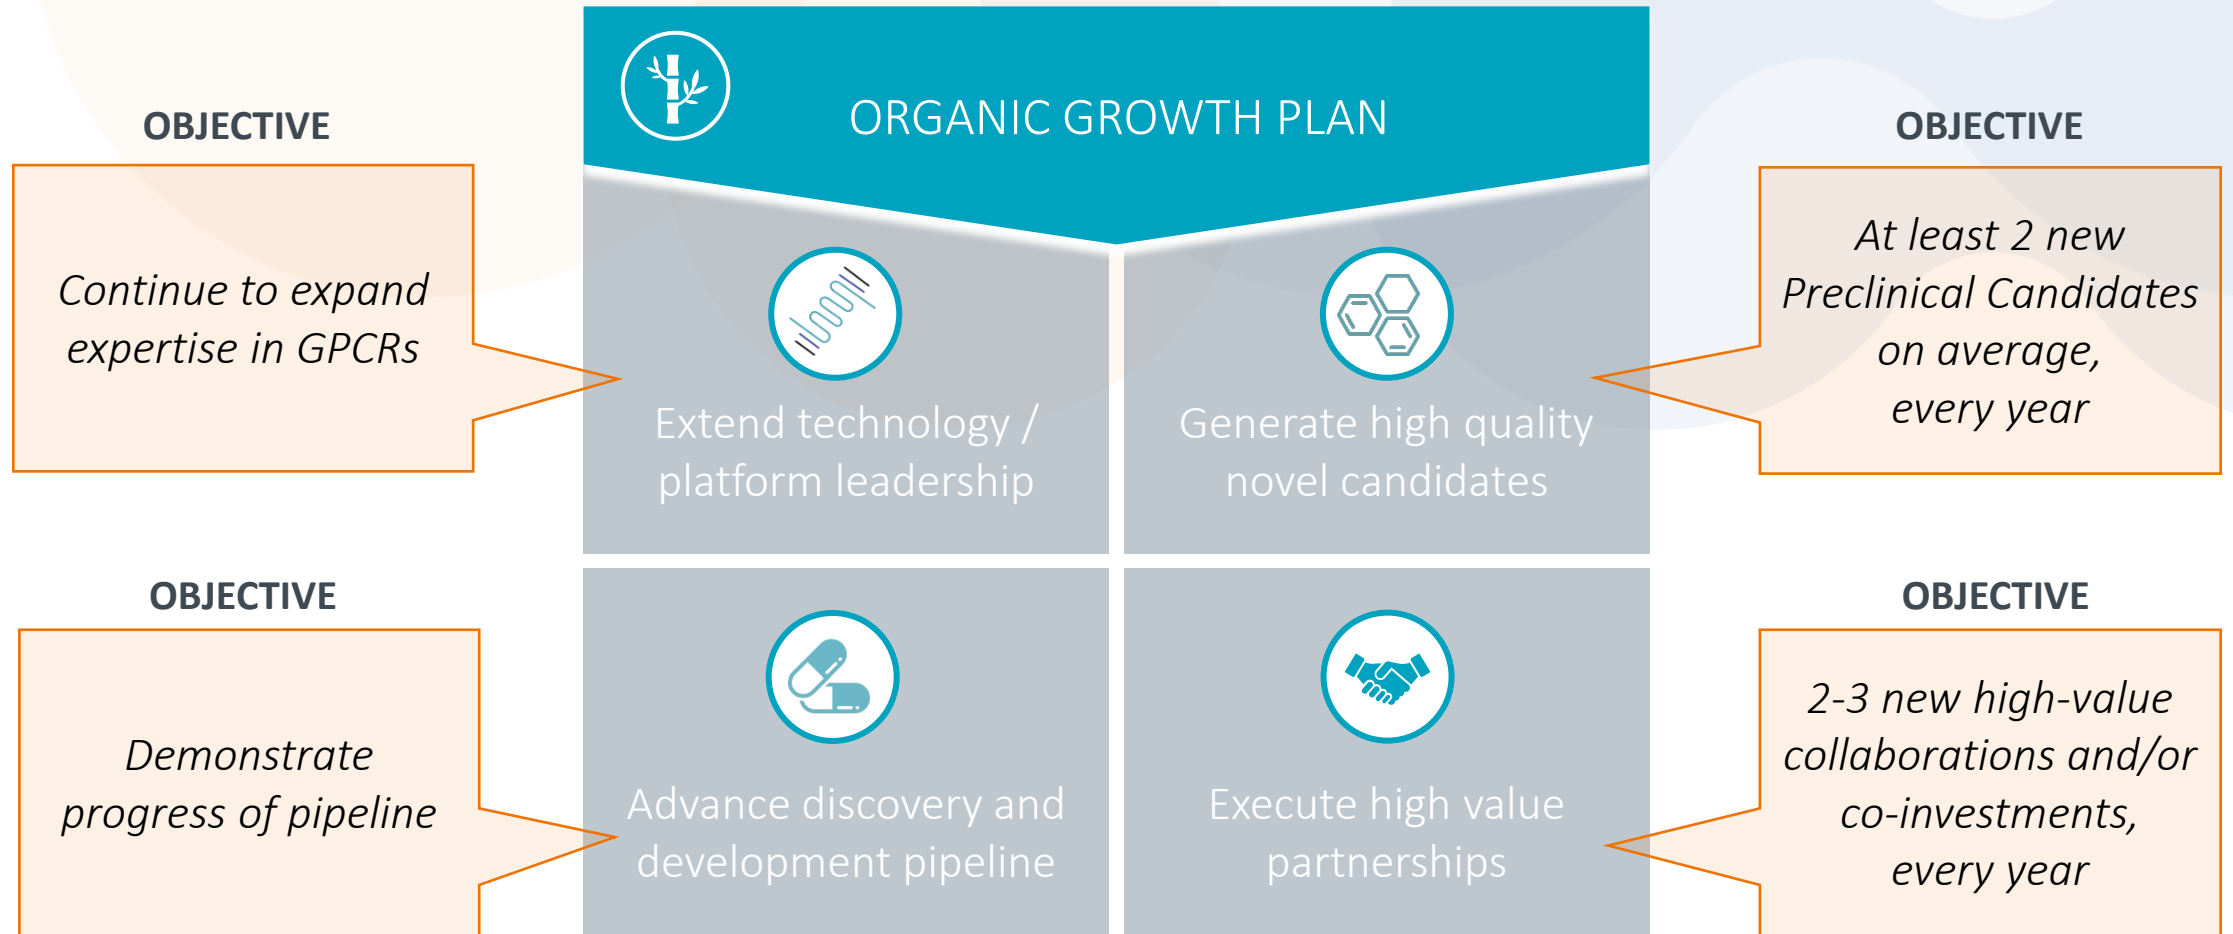 ORGANIC GROWTH PLAN
OBJECTIVE
Continue to expand
expertise in GPCRs
Extend technology /
platform leadership
Generate high quality
novel candidates
OBJECTIVE
At least 2 new
Preclinical Candidates
on average,
every year
OBJECTIVE
Demonstrate
progress of pipeline
Advance discovery and
development pipeline
Execute high value
partnerships
OBJECTIVE
2-3 new high-value
collaborations and/or
co-investments,
every year